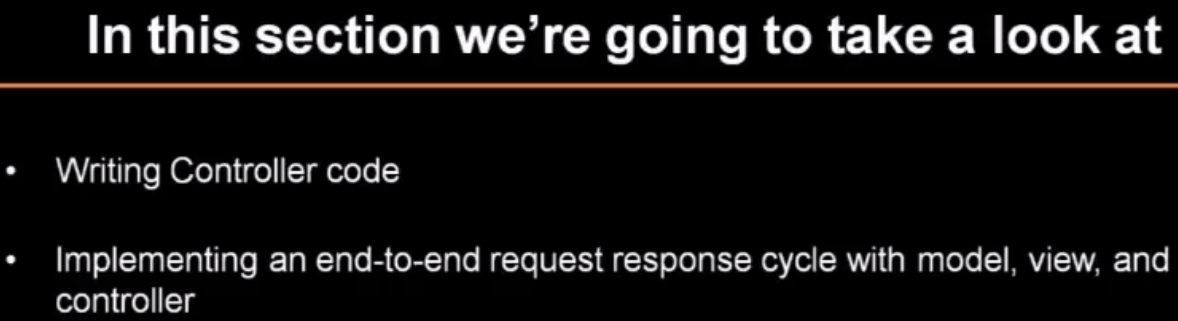 In this section we're going to take a look at
• Writing Controller code
• Implementing an end-to-end request response cycle with model, view, and
controller